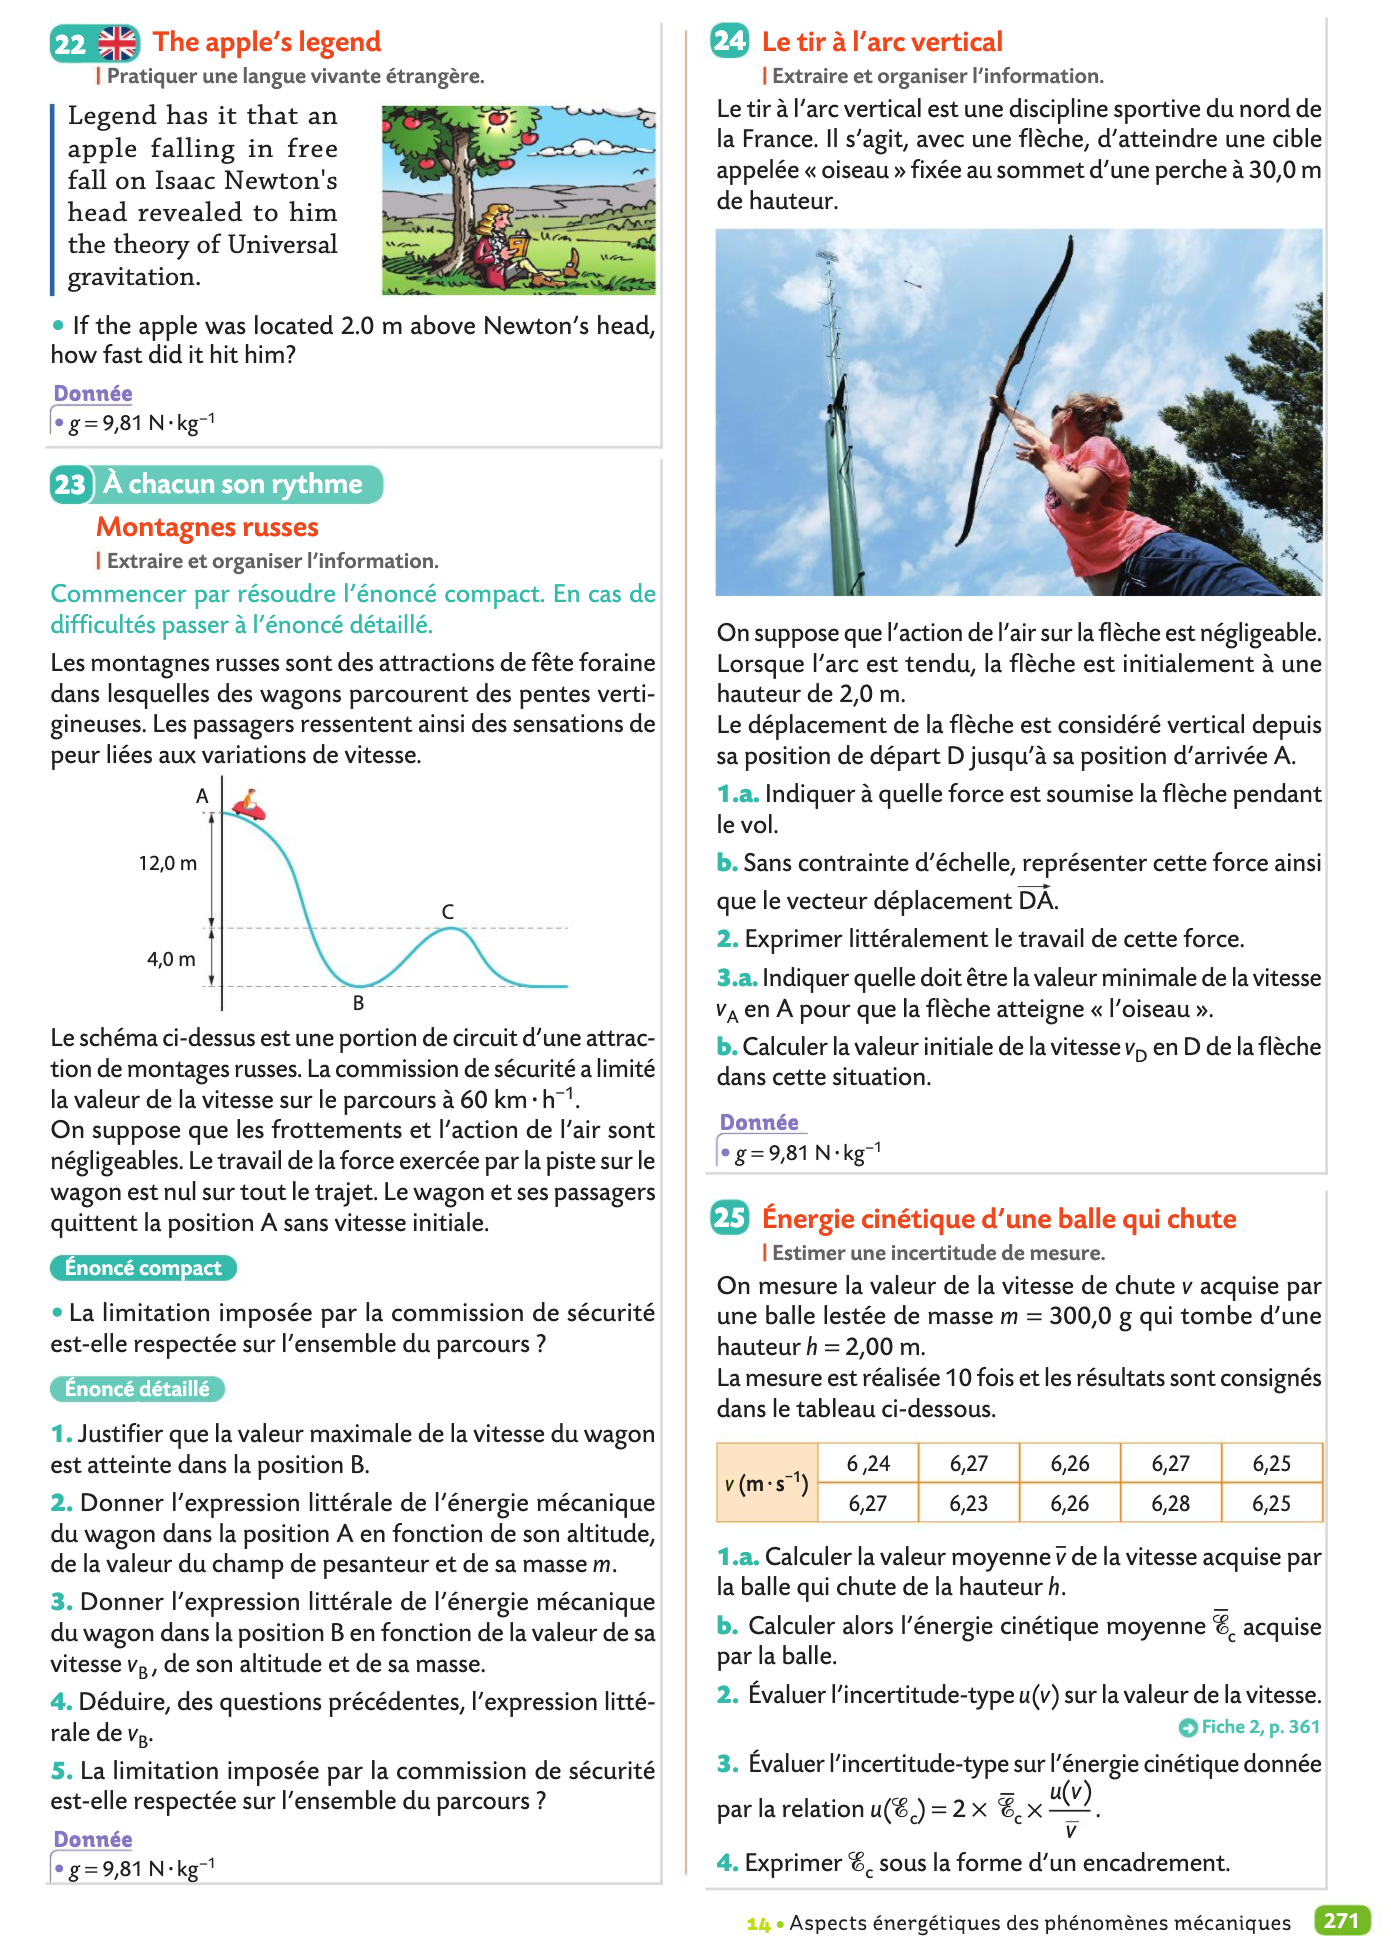 22 The apple's legend
| Pratiquer une langue vivante étrangère.
Legend has it that an
apple falling in free
fall on Isaac Newton's
head revealed to him
the theory of Universal
gravitation.
• If the apple was located 2.0 m above Newton's head,
how fast did it hit him?
Donnée
• g = 9,81 N·kg⁻¹
23 À chacun son rythme
Montagnes russes
| Extraire et organiser l'information.
Commencer par résoudre l'énoncé compact. En cas de
difficultés passer à l'énoncé détaillé.
Les montagnes russes sont des attractions de fête foraine
dans lesquelles des wagons parcourent des pentes verti-
gineuses. Les passagers ressentent ainsi des sensations de
peur liées aux variations de vitesse.
A
12,0 m
C
4,0 m
B
Le schéma ci-dessus est une portion de circuit d'une attrac-
tion de montages russes. La commission de sécurité a limité
la valeur de la vitesse sur le parcours à 60 km·h⁻¹.
On suppose que les frottements et l'action de l'air sont
négligeables. Le travail de la force exercée par la piste sur le
wagon est nul sur tout le trajet. Le wagon et ses passagers
quittent la position A sans vitesse initiale.
Énoncé compact
• La limitation imposée par la commission de sécurité
est-elle respectée sur l'ensemble du parcours ?
Énoncé détaillé
1. Justifier que la valeur maximale de la vitesse du wagon
est atteinte dans la position B.
2. Donner l'expression littérale de l'énergie mécanique
du wagon dans la position A en fonction de son altitude,
de la valeur du champ de pesanteur et de sa masse m.
3. Donner l'expression littérale de l'énergie mécanique
du wagon dans la position B en fonction de la valeur de sa
vitesse v_B, de son altitude et de sa masse.
4. Déduire, des questions précédentes, l'expression litté-
rale de v_B.
5. La limitation imposée par la commission de sécurité
est-elle respectée sur l'ensemble du parcours ?
Donnée
• g = 9,81 N·kg⁻¹
24 Le tir à l'arc vertical
| Extraire et organiser l'information.
Le tir à l'arc vertical est une discipline sportive du nord de
la France. Il s'agit, avec une flèche, d'atteindre une cible
appelée « oiseau » fixée au sommet d'une perche à 30,0 m
de hauteur.
On suppose que l'action de l'air sur la flèche est négligeable.
Lorsque l'arc est tendu, la flèche est initialement à une
hauteur de 2,0 m.
Le déplacement de la flèche est considéré vertical depuis
sa position de départ D jusqu'à sa position d'arrivée A.
1.a. Indiquer à quelle force est soumise la flèche pendant
le vol.
b. Sans contrainte d'échelle, représenter cette force ainsi
que le vecteur déplacement D⃗A⃗.
2. Exprimer littéralement le travail de cette force.
3.a. Indiquer quelle doit être la valeur minimale de la vitesse
v_A en A pour que la flèche atteigne « l'oiseau ».
b. Calculer la valeur initiale de la vitesse v_D en D de la flèche
dans cette situation.
Donnée
• g = 9,81 N·kg⁻¹
25 Énergie cinétique d'une balle qui chute
| Estimer une incertitude de mesure.
On mesure la valeur de la vitesse de chute v acquise par
une balle lestée de masse m = 300,0 g qui tombe d'une
hauteur h = 2,00 m.
La mesure est réalisée 10 fois et les résultats sont consignés
dans le tableau ci-dessous.
v (m·s⁻¹) 6 ,24 6,27 6,26 6,27 6,25
6,27 6,23 6,26 6,28 6,25
1.a. Calculer la valeur moyenne v̄ de la vitesse acquise par
la balle qui chute de la hauteur h.
b. Calculer alors l'énergie cinétique moyenne ℰ̄_c acquise
par la balle.
2. Évaluer l'incertitude-type u(v) sur la valeur de la vitesse.
Fiche 2, p. 361
3. Évaluer l'incertitude-type sur l'énergie cinétique donnée
par la relation u(ℰ_c) = 2 × ℰ̄_c × u(v)/v̄ .
4. Exprimer ℰ_c sous la forme d'un encadrement.
14 • Aspects énergétiques des phénomènes mécaniques 271